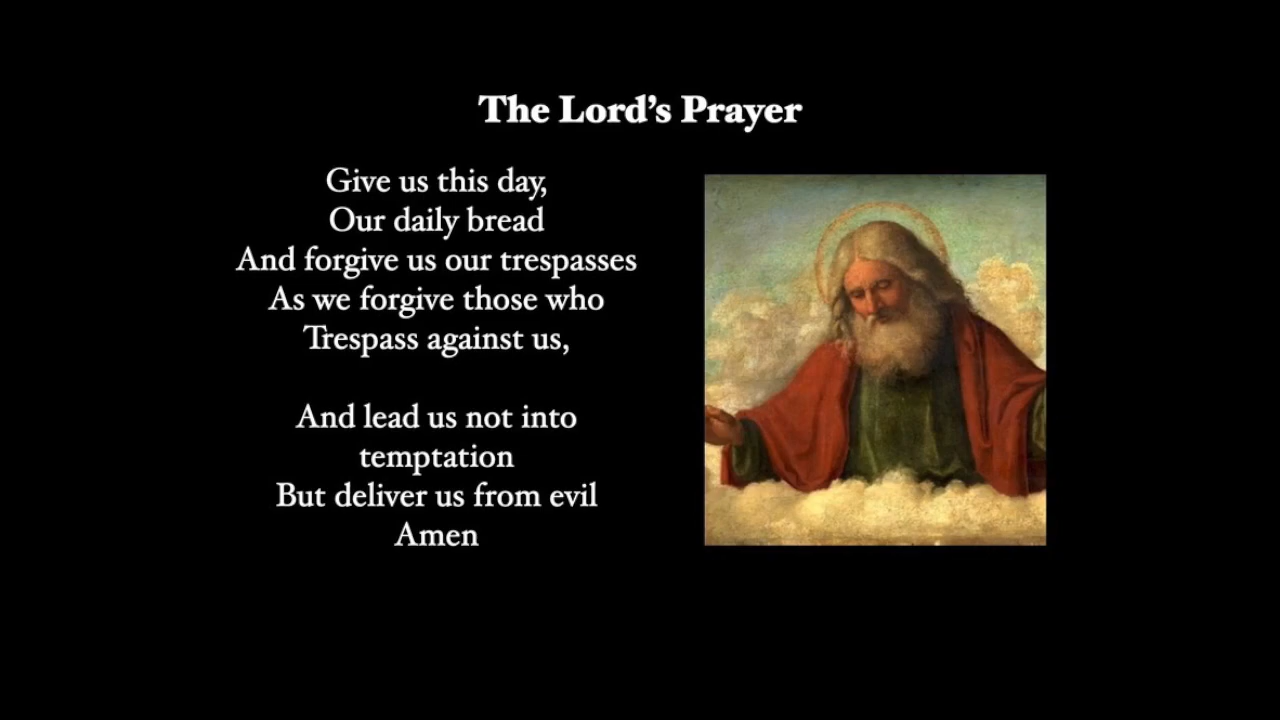 The Lord’s Prayer
Give us this day,
Our daily bread
And forgive us our trespasses
As we forgive those who
Trespass against us,
And lead us not into
temptation
But deliver us from evil
Amen